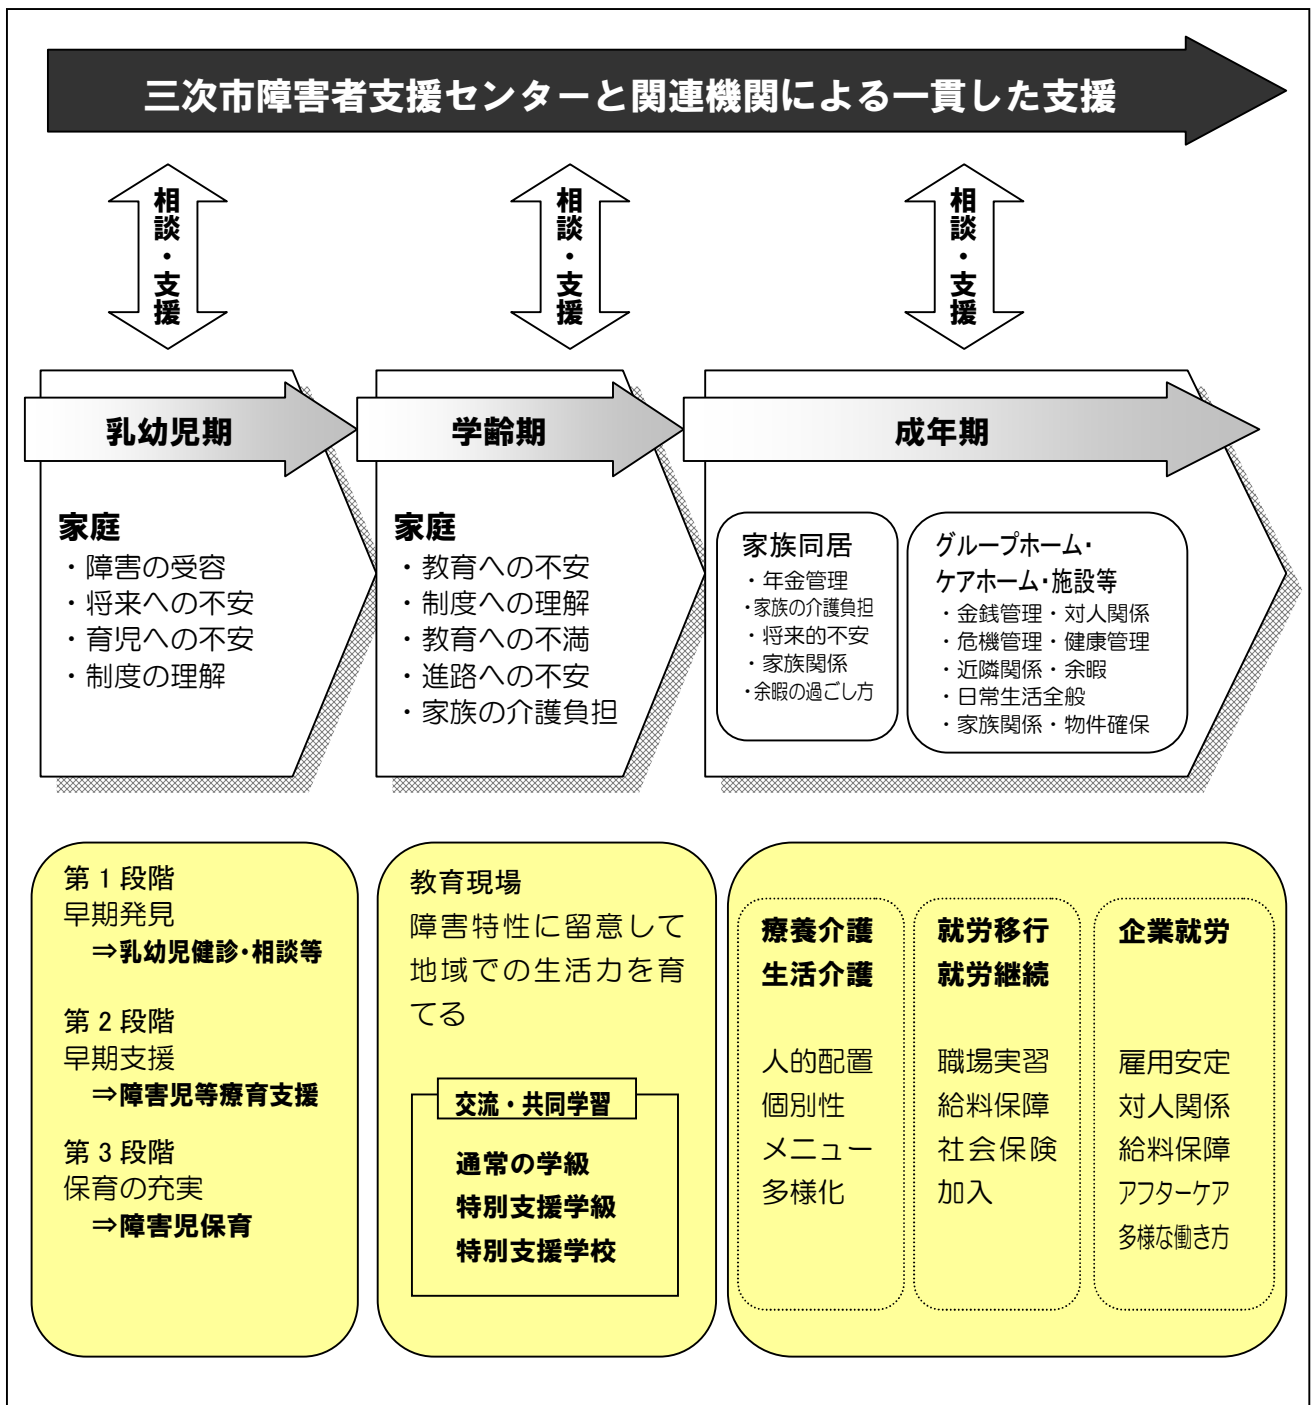 三次市障害者支援センターと関連機関による一貫した支援
相談・支援
相談・支援
相談・支援
乳幼児期
家庭
・障害の受容
・将来への不安
・育児への不安
・制度の理解
学齢期
家庭
・教育への不安
・制度への理解
・教育への不満
・進路への不安
・家族の介護負担
成年期
家族同居
・年金管理
・家族の介護負担
・将来的不安
・家族関係
・余暇の過ごし方
グループホーム・
ケアホーム・施設等
・金銭管理・対人関係
・危機管理・健康管理
・近隣関係・余暇
・日常生活全般
・家族関係・物件確保
第1段階
早期発見
⇒乳幼児健診・相談等
第2段階
早期支援
⇒障害児等療育支援
第3段階
保育の充実
⇒障害児保育
教育現場
障害特性に留意して
地域での生活力を育
てる
交流・共同学習
通常の学級
特別支援学級
特別支援学校
療養介護
生活介護
人的配置
個別性
メニュー
多様化
就労移行
就労継続
職場実習
給料保障
社会保険
加入
企業就労
雇用安定
対人関係
給料保障
アフターケア
多様な働き方